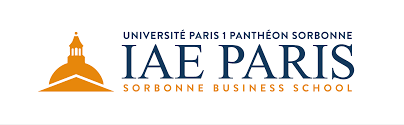 UNIVERSITÉ PARIS 1 PANTHÉON SORBONNE
IAE PARIS
SORBONNE BUSINESS SCHOOL